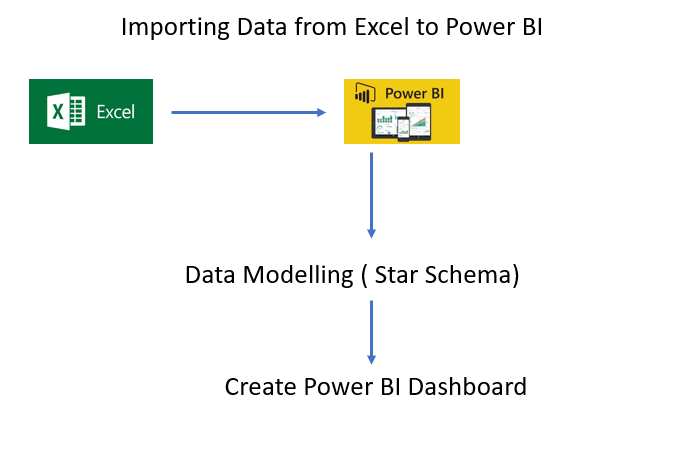 Importing Data from Excel to Power BI
Excel
Power BI
Data Modelling ( Star Schema)
Create Power BI Dashboard